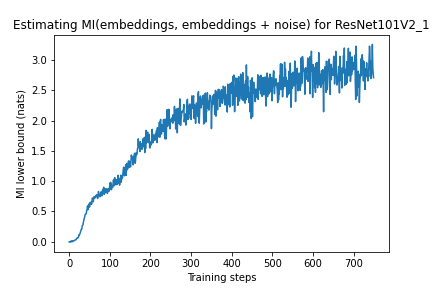 Estimating MI(embeddings, embeddings + noise) for ResNet101V2_1
MI lower bound (nats)
3.0
2.5
2.0
1.5
1.0
0.5
0.0
0 100 200 300 400 500 600 700
Training steps